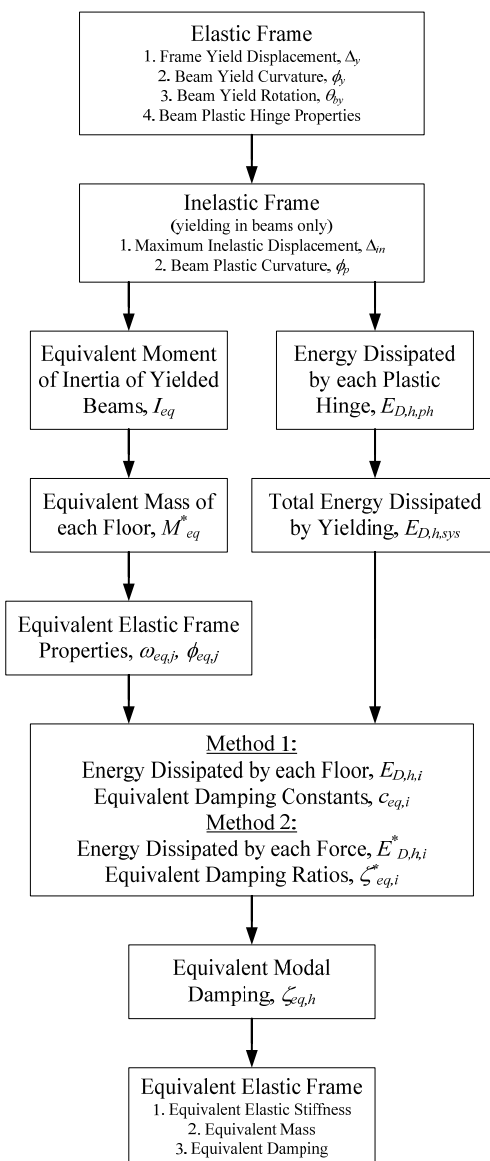 Elastic Frame
1. Frame Yield Displacement, Δy
2. Beam Yield Curvature, ϕy
3. Beam Yield Rotation, θby
4. Beam Plastic Hinge Properties
Inelastic Frame
(yielding in beams only)
1. Maximum Inelastic Displacement, Δin
2. Beam Plastic Curvature, ϕp
Equivalent Moment
of Inertia of Yielded
Beams, Ieq
Energy Dissipated
by each Plastic
Hinge, ED,h,ph
Equivalent Mass of
each Floor, M*eq
Total Energy Dissipated
by Yielding, ED,h,sys
Equivalent Elastic Frame
Properties, ωeq,j, ϕeq,j
Method 1:
Energy Dissipated by each Floor, ED,h,i
Equivalent Damping Constants, ceq,i
Method 2:
Energy Dissipated by each Force, E*D,h,i
Equivalent Damping Ratios, ζ*eq,i
Equivalent Modal
Damping, ζeq,h
Equivalent Elastic Frame
1. Equivalent Elastic Stiffness
2. Equivalent Mass
3. Equivalent Damping